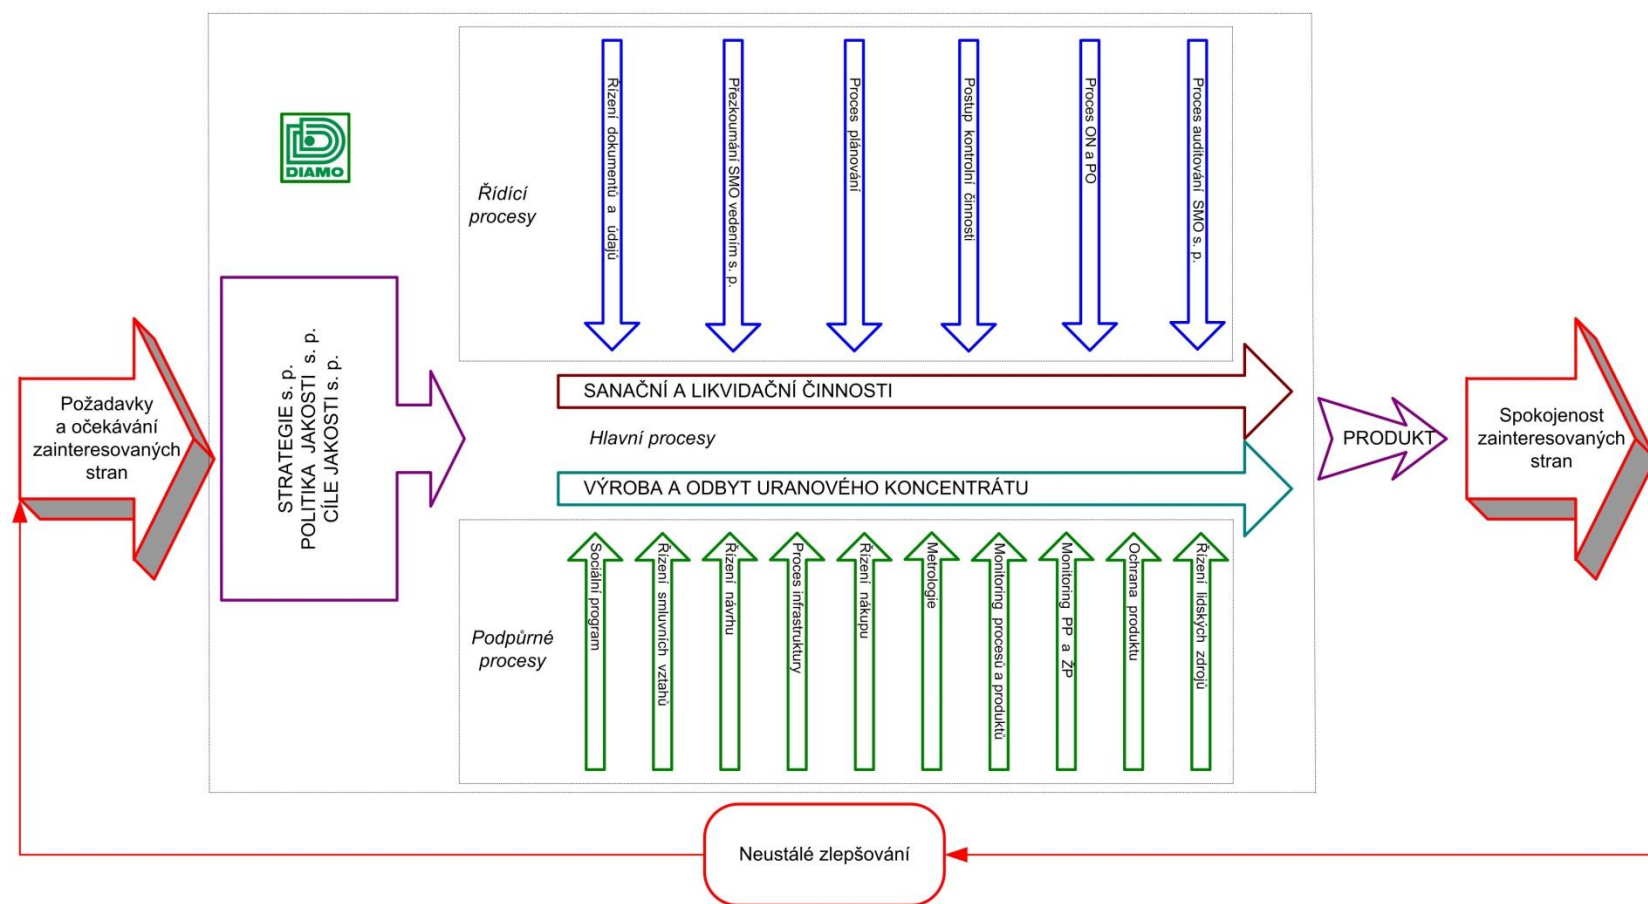 DIAMO
Řídící
procesy
Řízení dokumentů a údajů
Přezkoumání SMO vedením s. p.
Proces plánování
Postup kontrolní činnosti
Proces ON a PO
Proces auditování SMO s. p.
Požadavky
a očekávání
zainteresovaných
stran
STRATEGIE s. p.
POLITIKA JAKOSTI s. p.
CÍLE JAKOSTI s. p.
SANAČNÍ A LIKVIDAČNÍ ČINNOSTI
Hlavní procesy
VÝROBA A ODBYT URANOVÉHO KONCENTRÁTU
PRODUKT
Spokojenost
zainteresovaných
stran
Podpůrné
procesy
Sociální program
Řízení smluvních vztahů
Řízení návrhu
Proces infrastruktury
Řízení nákupu
Metrologie
Monitoring procesů a produktů
Monitoring PP a ŽP
Ochrana produktu
Řízení lidských zdrojů
Neustálé zlepšování